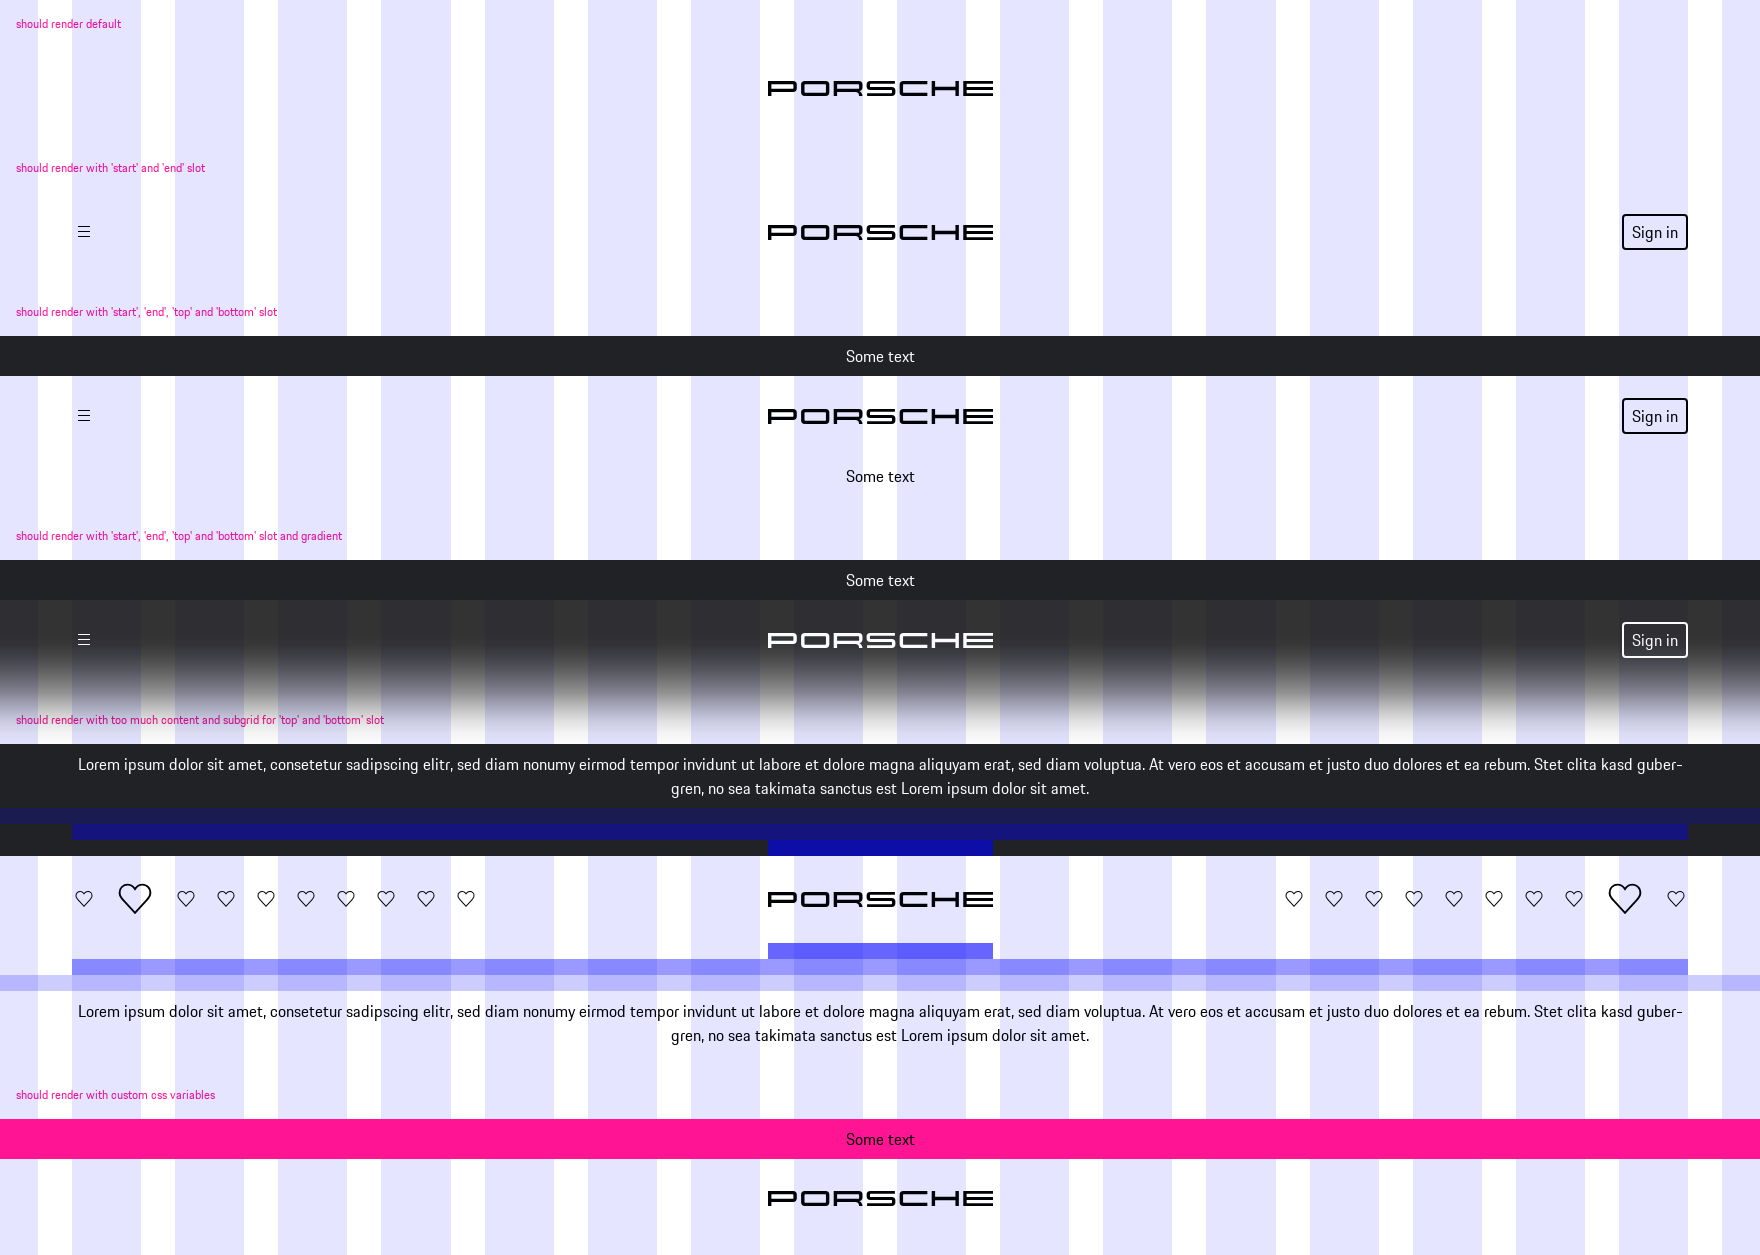 should render default
PORSCHE
should render with 'start' and 'end' slot
PORSCHE
Sign in
should render with 'start', 'end', 'top' and 'bottom' slot
Some text
PORSCHE
Sign in
Some text
should render with 'start', 'end', 'top' and 'bottom' slot and gradient
Some text
PORSCHE
Sign in
should render with too much content and subgrid for 'top' and 'bottom' slot
Lorem ipsum dolor sit amet, consetetur sadipscing elitr, sed diam nonumy eirmod tempor invidunt ut labore et dolore magna aliquyam erat, sed diam voluptua. At vero eos et accusam et justo duo dolores et ea rebum. Stet clita kasd guber-
gren, no sea takimata sanctus est Lorem ipsum dolor sit amet.
PORSCHE
Lorem ipsum dolor sit amet, consetetur sadipscing elitr, sed diam nonumy eirmod tempor invidunt ut labore et dolore magna aliquyam erat, sed diam voluptua. At vero eos et accusam et justo duo dolores et ea rebum. Stet clita kasd guber-
gren, no sea takimata sanctus est Lorem ipsum dolor sit amet.
should render with custom css variables
Some text
PORSCHE